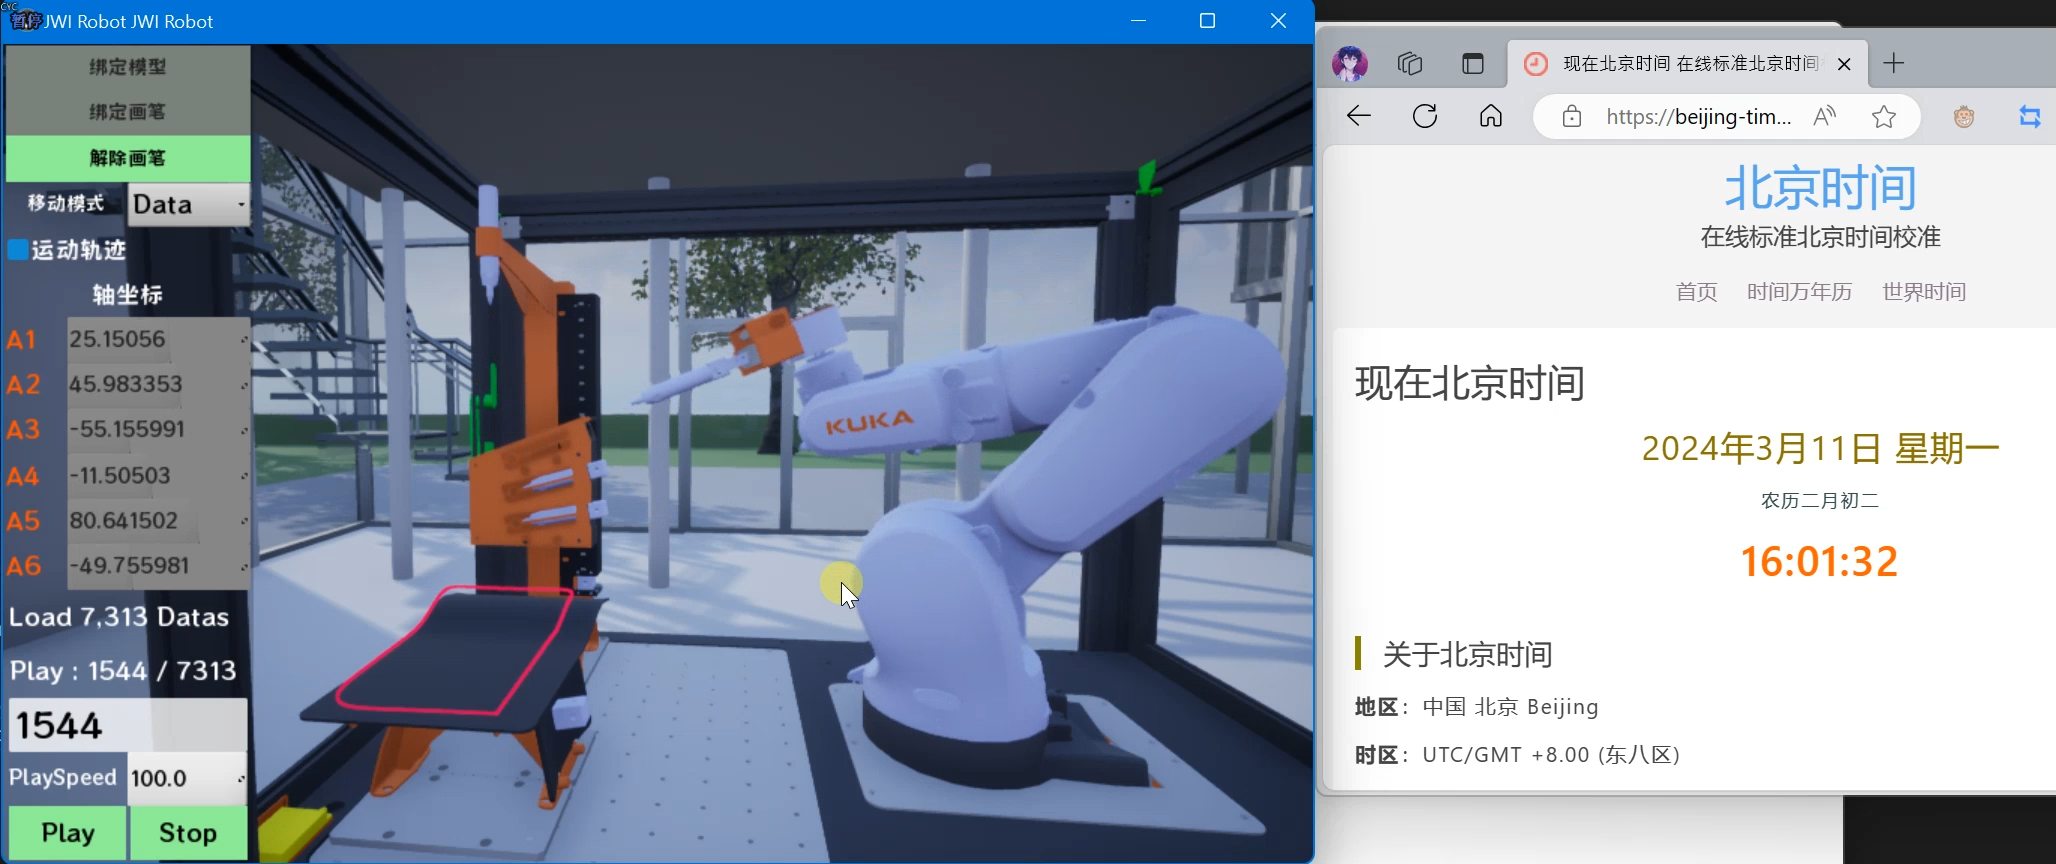 JWI Robot JWI Robot
绑定模型
绑定画笔
解除画笔
移动模式 Data
运动轨迹
轴坐标
A1 25.15056
A2 45.983353
A3 -55.155991
A4 -11.50503
A5 80.641502
A6 -49.755981
Load 7,313 Datas
Play : 1544 / 7313
1544
PlaySpeed 100.0
Play Stop
KUKA
现在北京时间 在线标准北京时间
https://beijing-tim...
北京时间
在线标准北京时间校准
首页 时间万年历 世界时间
现在北京时间
2024年3月11日 星期一
农历二月初二
16:01:32
关于北京时间
地区: 中国 北京 Beijing
时区: UTC/GMT +8.00 (东八区)